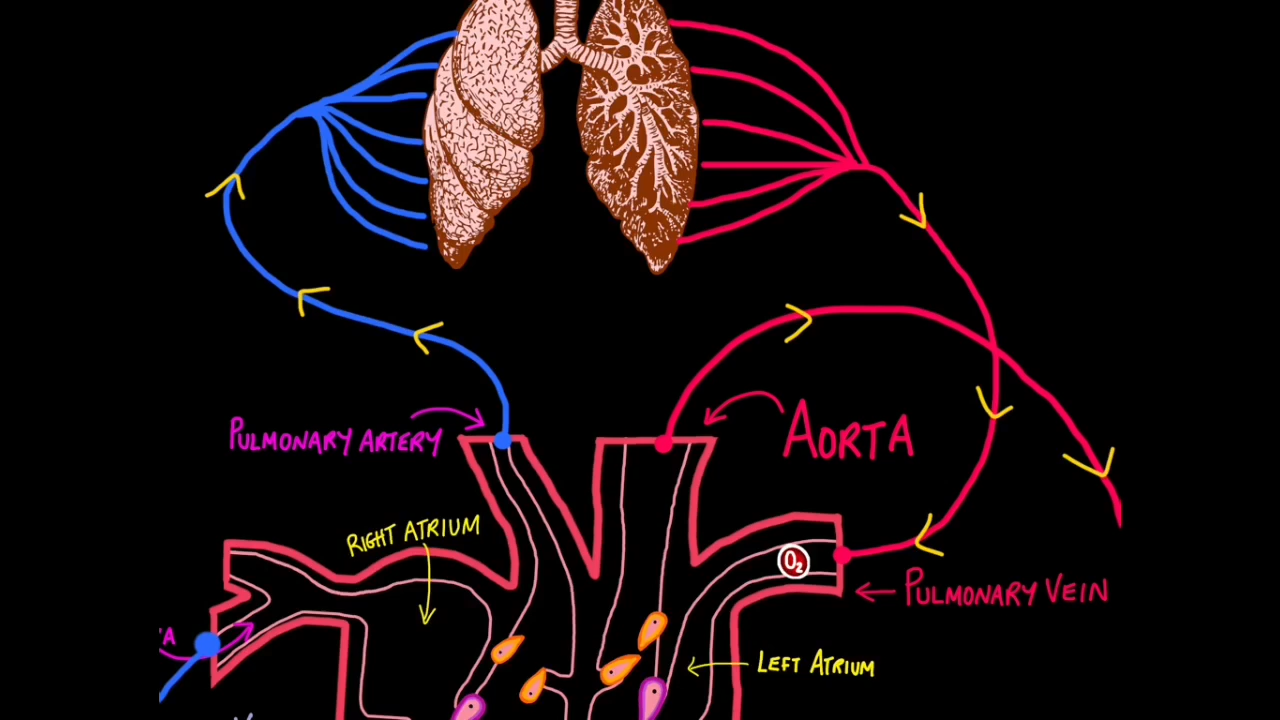 PULMONARY ARTERY
AORTA
RIGHT ATRIUM
O2
PULMONARY VEIN
A
LEFT ATRIUM